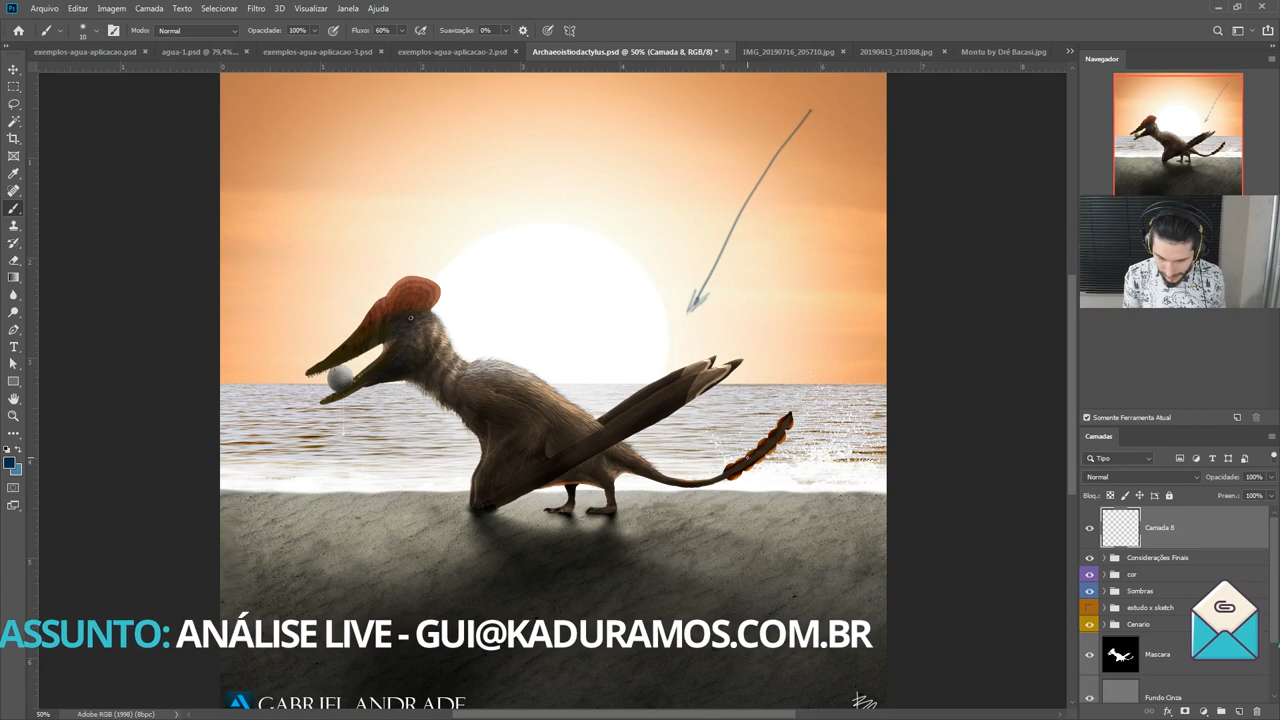 Arquivo Editar Imagem Camada Texto Selecionar Filtro 3D Visualizar Janela Ajuda
10 Modo: Normal Opacidade: 100% Fluxo: 60% Suavização: 0%
exemplos-agua-aplicacao.psd agua-1.psd @ 79,4%... exemplos-agua-aplicacao-3.psd exemplos-agua-aplicacao-2.psd Archaeoistiodactylus.psd @ 50% (Camada 8, RGB/8) * IMG_20190716_205710.jpg 20190613_210308.jpg Montu by Dré Bacasi.jpg
Navegador
Somente Ferramenta Atual
Camadas
Tipo
Normal Opacidade: 100%
Bloq.: Preen.: 100%
Camada 8
Considerações Finais
cor
Sombras
estudo x sketch
Cenario
Mascara
Fundo Cinza
ASSUNTO: ANÁLISE LIVE - GUI@KADURAMOS.COM.BR
GABRIEL ANDRADE
50% Adobe RGB (1998) (8bpc)